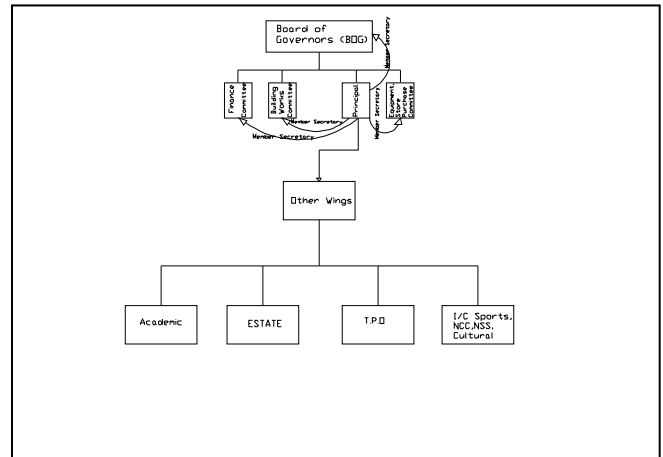 Board of
Governors (BOG)
Member Secretary
Finance
Committee
Building
Works
Committee
Principal
Equipment,
Store
Purchase
Committee
Member Secretary
Member Secretary
Member Secretary
Other Wings
Academic
ESTATE
T.P.O
I/C Sports,
NCC,NSS,
Cultural